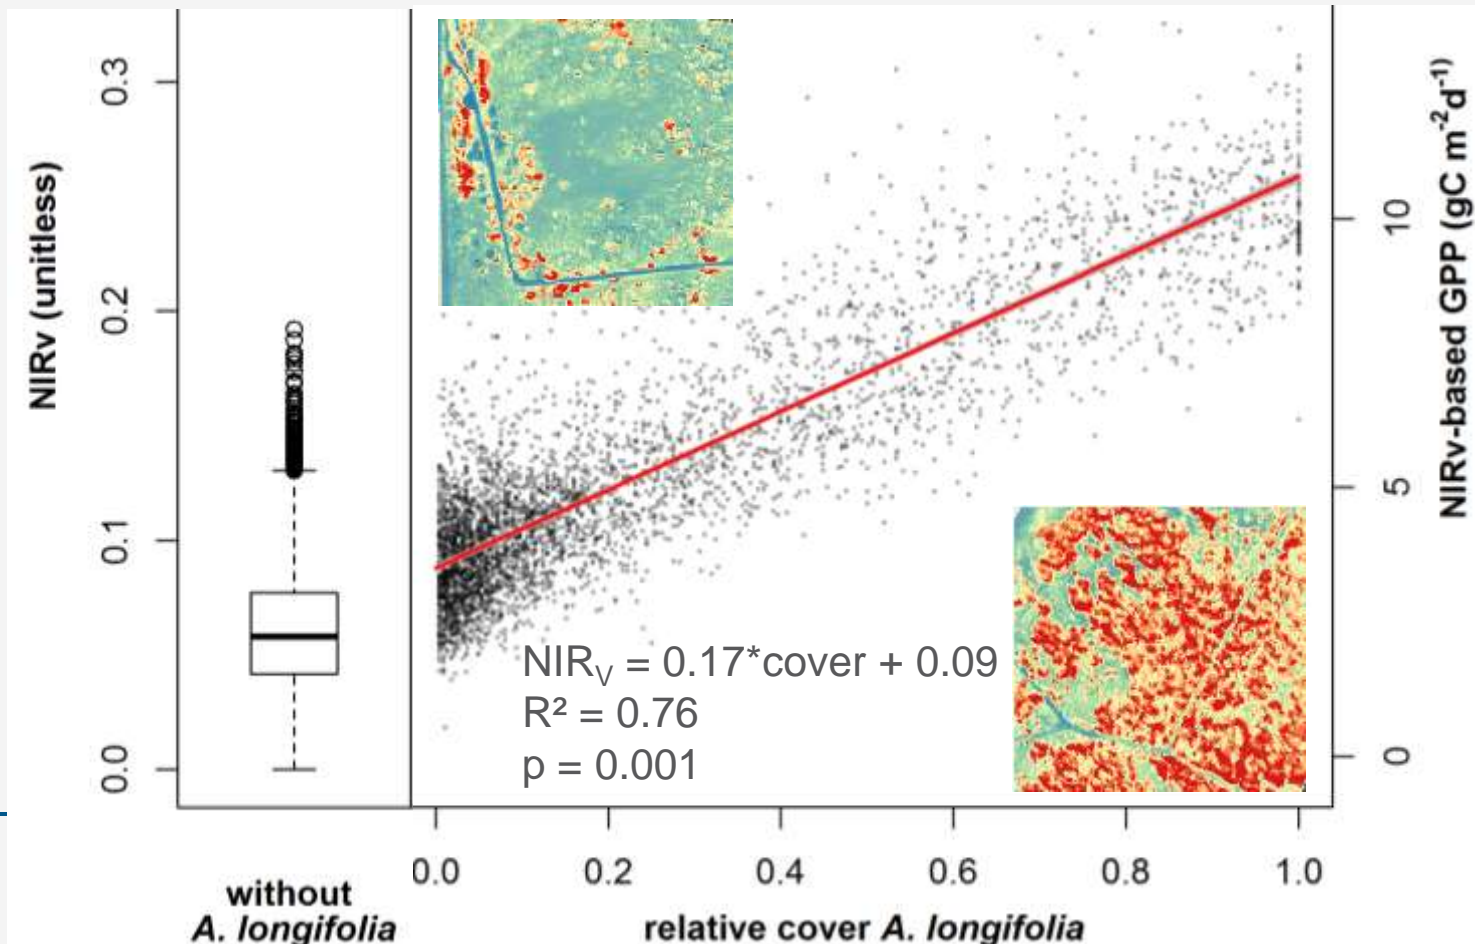 NIRv (unitless)
0.3
0.2
0.1
0.0
without
A. longifolia
NIRV = 0.17*cover + 0.09
R² = 0.76
p = 0.001
0.0 0.2 0.4 0.6 0.8 1.0
relative cover A. longifolia
10
5
0
NIRv-based GPP (gC m⁻²d⁻¹)